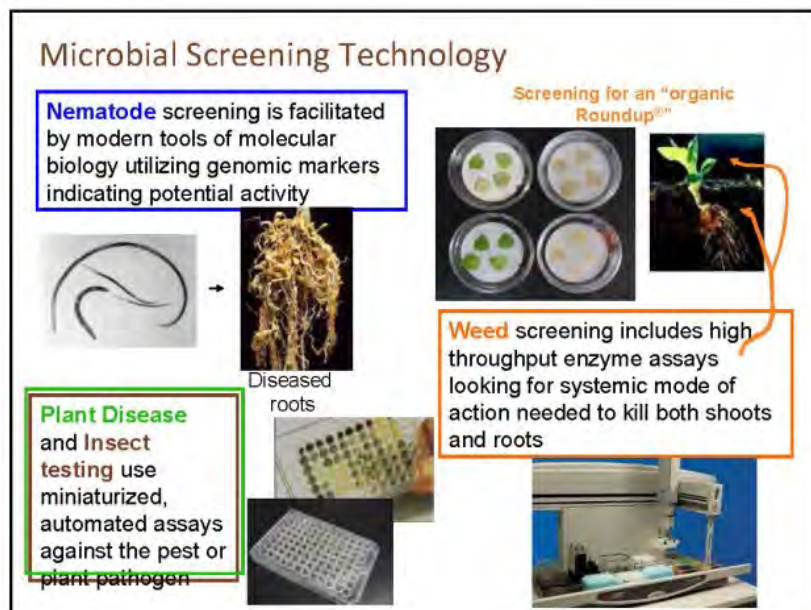 Microbial Screening Technology
Nematode screening is facilitated
by modern tools of molecular
biology utilizing genomic markers
indicating potential activity
Screening for an “organic
Roundup®”
Diseased
roots
Weed screening includes high
throughput enzyme assays
looking for systemic mode of
action needed to kill both shoots
and roots
Plant Disease
and Insect
testing use
miniaturized,
automated assays
against the pest or
plant pathogen